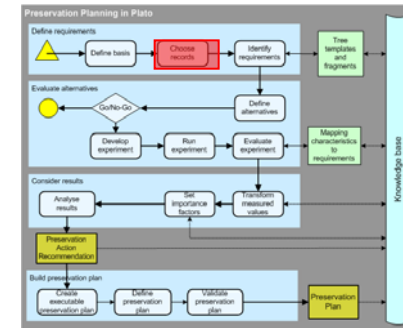 Preservation Planning in Plato
Define requirements
Define basis
Choose
records
Identify
requirements
Tree
templates
and
fragments
Evaluate alternatives
Go/No-Go
Define
alternatives
Develop
experiment
Run
experiment
Evaluate
experiment
Mapping
characteristics
to
requirements
Knowledge base
Consider results
Analyse
results
Set
importance
factors
Transform
measured
values
Preservation
Action
Recommendation
Build preservation plan
Create
executable
preservation plan
Define
preservation
plan
Validate
preservation
plan
Preservation
Plan